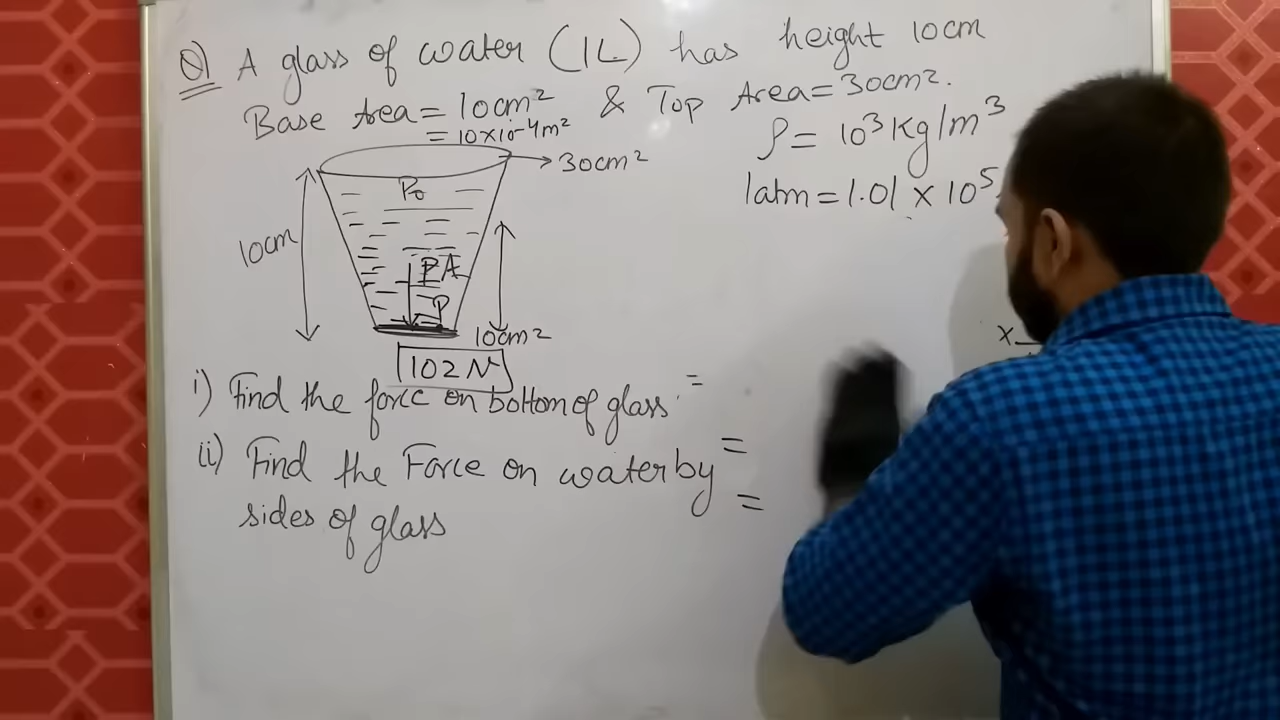 Q) A glass of water (1L) has height 10cm
Base Area = 10cm² & Top Area = 30cm².
= 10×10⁻⁴m²
→ 30cm²
ρ = 10³ Kg/m³
1atm = 1.01 × 10⁵
P₀
10cm
PA
P
10cm²
102 N
i) Find the force on bottom of glass. =
ii) Find the Force on water by =
sides of glass =
×